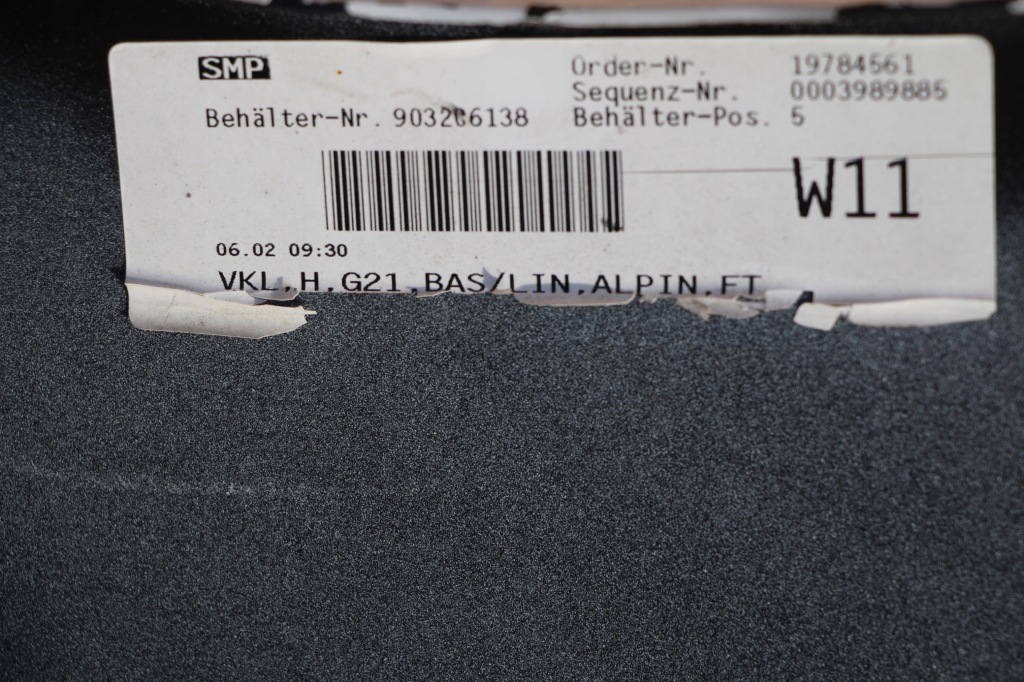 SMP
Order-Nr. 19784561
Sequenz-Nr. 0003989885
Behälter-Nr. 903286138 Behälter-Pos. 5
W11
06.02 09:30
VKL,H,G21,BAS/LIN,ALPIN,FT